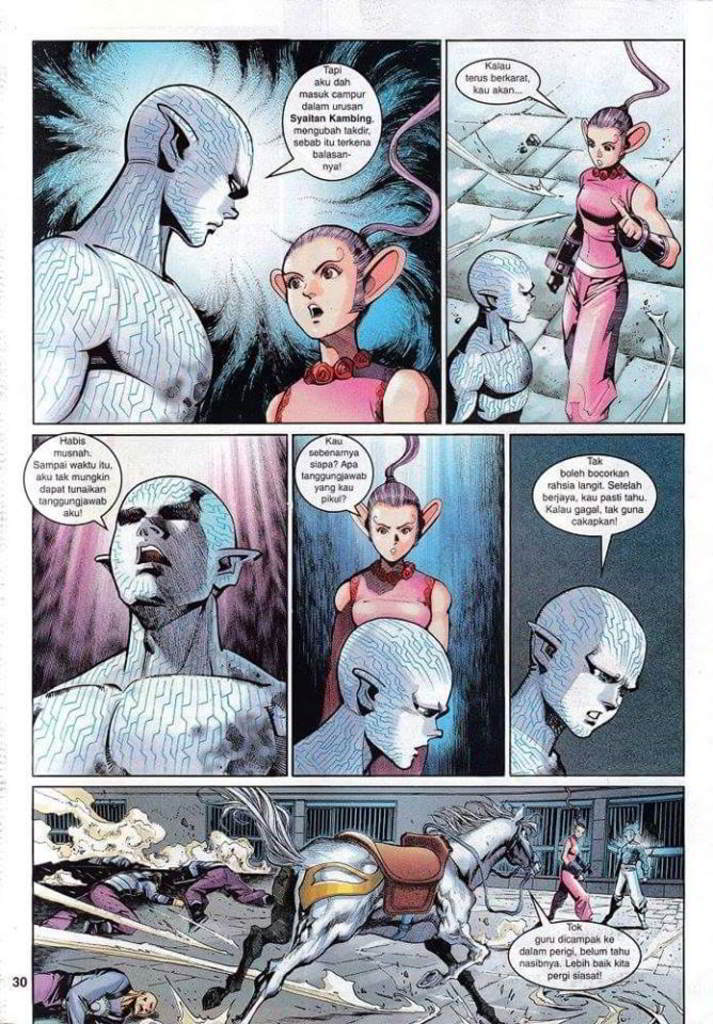 Tapi
aku dah
masuk campur
dalam urusan
Syaitan Kambing,
mengubah takdir,
sebab itu terkena
balasan-
nya!
Kalau
terus berkarat,
kau akan...
Habis
musnah.
Sampai waktu itu,
aku tak mungkin
dapat tunaikan
tanggungjawab
aku!
Kau
sebenarnya
siapa? Apa
tanggungjawab
yang kau
pikul?
Tak
boleh bocorkan
rahsia langit. Setelah
berjaya, kau pasti tahu.
Kalau gagal, tak guna
cakapkan!
Tok
guru dicampak ke
dalam perigi, belum tahu
nasibnya. Lebih baik kita
pergi siasat!
30